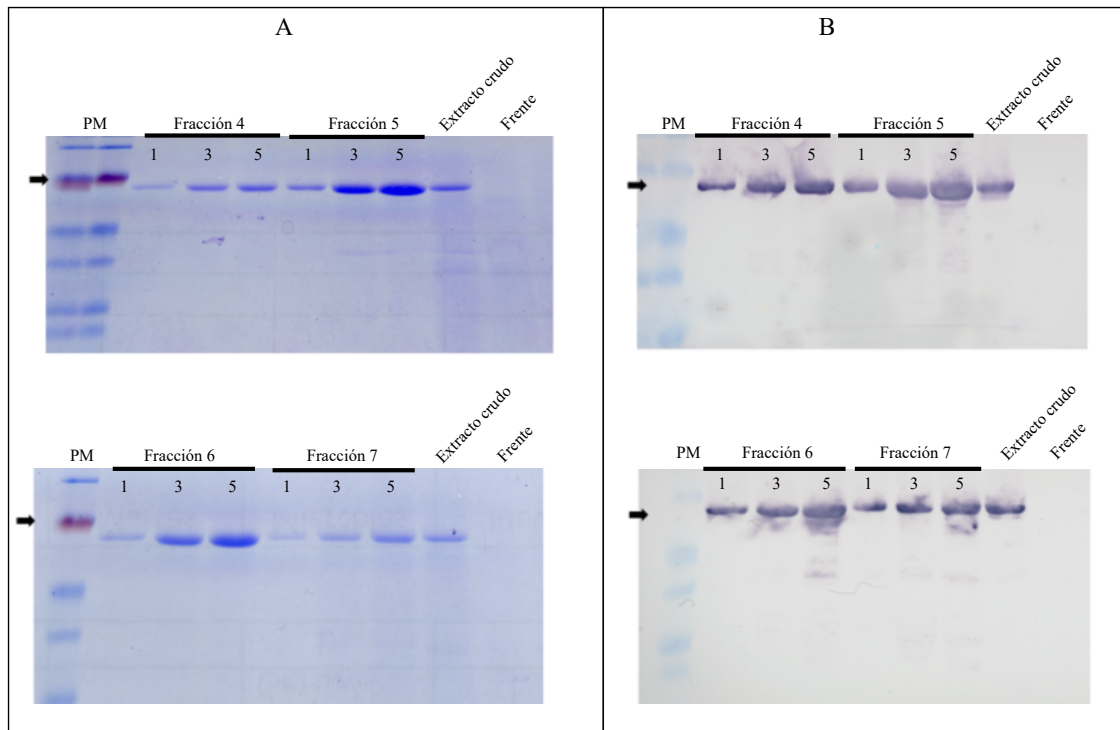 A
B
PM
Fracción 4
Fracción 5
Extracto crudo
Frente
1
3
5
1
3
5
PM
Fracción 4
Fracción 5
Extracto crudo
Frente
1
3
5
1
3
5
PM
Fracción 6
Fracción 7
Extracto crudo
Frente
1
3
5
1
3
5
PM
Fracción 6
Fracción 7
Extracto crudo
Frente
1
3
5
1
3
5